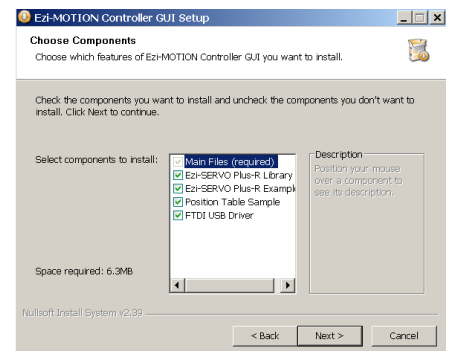 Ezi-MOTION Controller GUI Setup
Choose Components
Choose which features of Ezi-MOTION Controller GUI you want to install.
Check the components you want to install and uncheck the components you don't want to
install. Click Next to continue.
Select components to install:
Main Files (required)
Ezi-SERVO Plus-R Library
Ezi-SERVO Plus-R Exampl
Position Table Sample
FTDI USB Driver
Description
Position your mouse
over a component to
see its description.
Space required: 6.3MB
Nullsoft Install System v2.39
< Back
Next >
Cancel